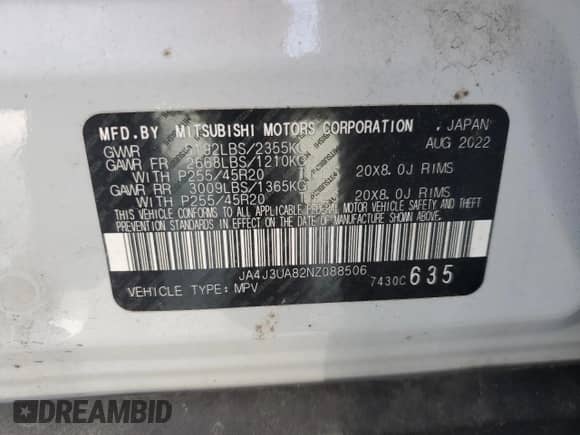 MFD.BY MITSUBISHI MOTORS CORPORATION , JAPAN
GVWR 5192LBS/2355KG AUG 2022
GAWR FR 2668LBS/1210KG
WITH P255/45R20 20X8.0J RIMS
GAWR RR 3009LBS/1365KG
WITH P255/45R20 20X8.0J RIMS
THIS VEHICLE CONFORMS TO ALL APPLICABLE FEDERAL MOTOR VEHICLE SAFETY AND THEFT
PREVENTION STANDARDS IN EFFECT ON THE DATE OF MANUFACTURE SHOWN ABOVE.
JA4J3UA82NZ088506
VEHICLE TYPE:MPV 7430C 635
DREAMBID